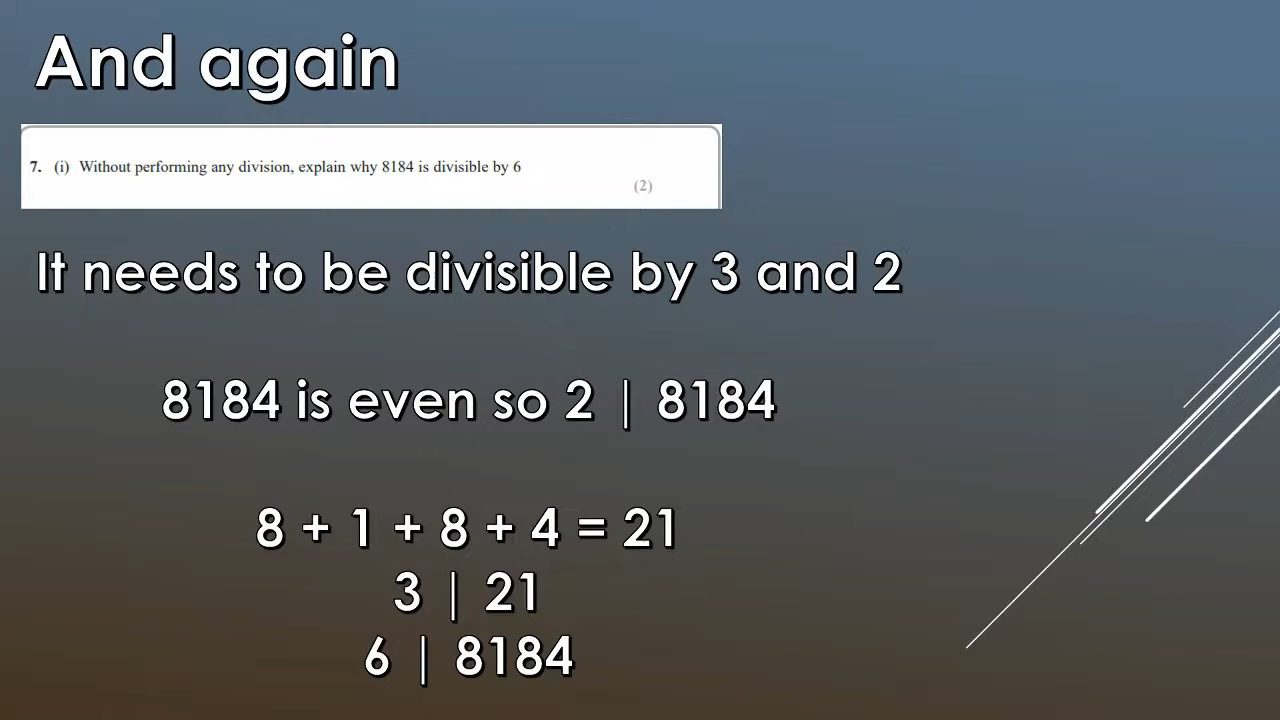 And again
7. (i) Without performing any division, explain why 8184 is divisible by 6
(2)
It needs to be divisible by 3 and 2
8184 is even so 2 | 8184
8 + 1 + 8 + 4 = 21
3 | 21
6 | 8184